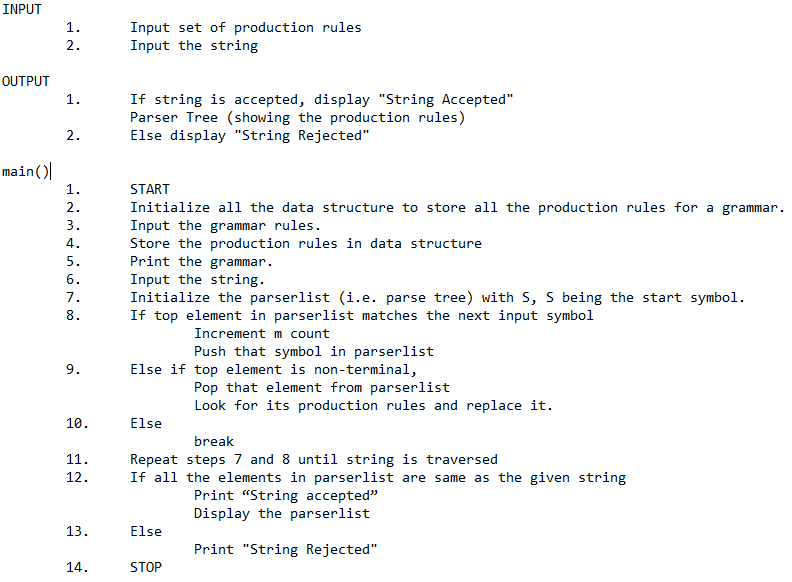 INPUT
1. Input set of production rules
2. Input the string
OUTPUT
1. If string is accepted, display "String Accepted"
Parser Tree (showing the production rules)
2. Else display "String Rejected"
main()
1. START
2. Initialize all the data structure to store all the production rules for a grammar.
3. Input the grammar rules.
4. Store the production rules in data structure
5. Print the grammar.
6. Input the string.
7. Initialize the parserlist (i.e. parse tree) with S, S being the start symbol.
8. If top element in parserlist matches the next input symbol
Increment m count
Push that symbol in parserlist
9. Else if top element is non-terminal,
Pop that element from parserlist
Look for its production rules and replace it.
10. Else
break
11. Repeat steps 7 and 8 until string is traversed
12. If all the elements in parserlist are same as the given string
Print “String accepted”
Display the parserlist
13. Else
Print "String Rejected"
14. STOP